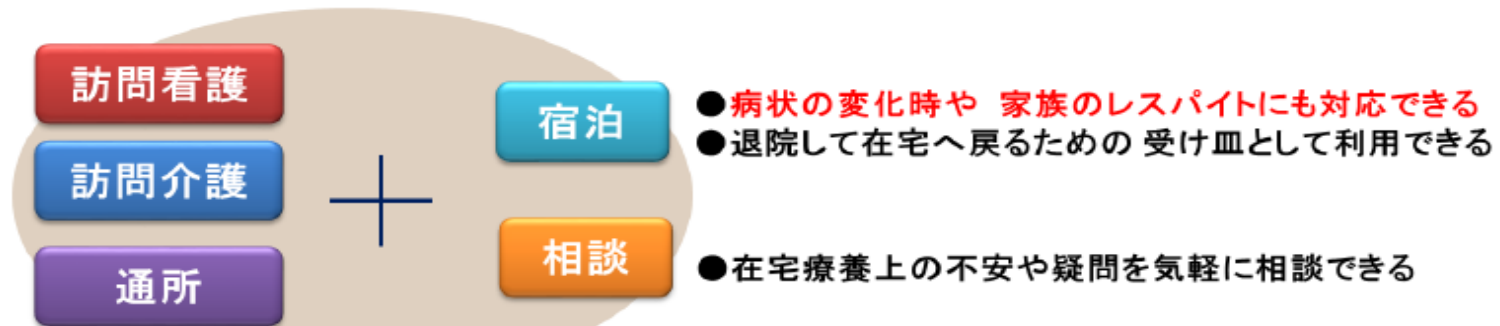 訪問看護
訪問介護
通所
宿泊
●病状の変化時や 家族のレスパイトにも対応できる
●退院して在宅へ戻るための 受け皿として利用できる
相談
●在宅療養上の不安や疑問を気軽に相談できる